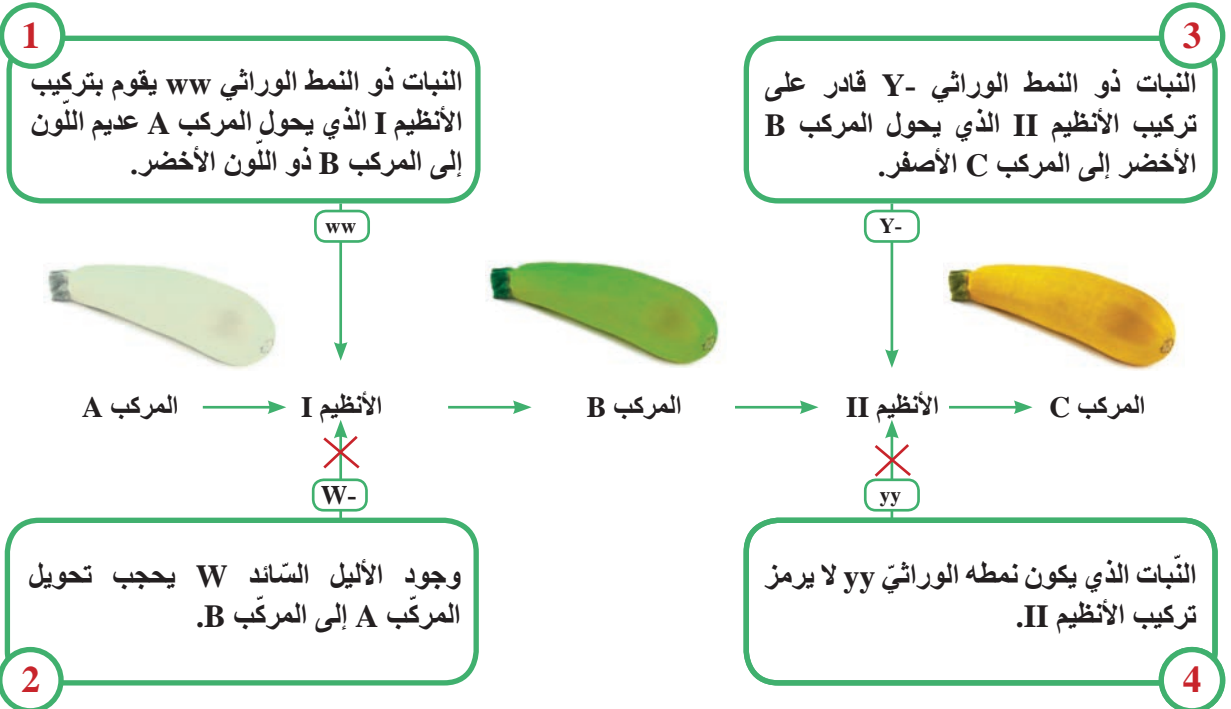 1
النبات ذو النمط الوراثي ww يقوم بتركيب
الأنظيم I الذي يحول المركب A عديم اللّون
إلى المركب B ذو اللّون الأخضر.
3
النبات ذو النمط الوراثي Y- قادر على
تركيب الأنظيم II الذي يحول المركب B
الأخضر إلى المركب C الأصفر.
ww
Y-
المركب A
الأنظيم I
المركب B
الأنظيم II
المركب C
W-
yy
وجود الأليل السّائد W يحجب تحويل
المركّب A إلى المركّب B.
2
النّبات الذي يكون نمطه الوراثيّ yy لا يرمز
تركيب الأنظيم II.
4